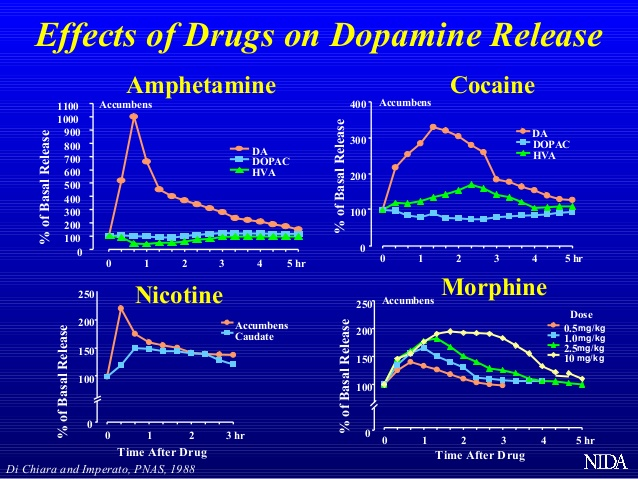 Effects of Drugs on Dopamine Release
Amphetamine
Accumbens
% of Basal Release
1100
1000
900
800
700
600
500
400
300
200
100
0
DA
DOPAC
HVA
0 1 2 3 4 5 hr
Cocaine
Accumbens
% of Basal Release
400
300
200
100
0
DA
DOPAC
HVA
0 1 2 3 4 5 hr
Nicotine
% of Basal Release
250
200
150
100
0
Accumbens
Caudate
0 1 2 3 hr
Time After Drug
Morphine
Accumbens
% of Basal Release
250
200
150
100
0
Dose
0.5mg/kg
1.0mg/kg
2.5mg/kg
10 mg/kg
0 1 2 3 4 5 hr
Time After Drug
Di Chiara and Imperato, PNAS, 1988
NIDA